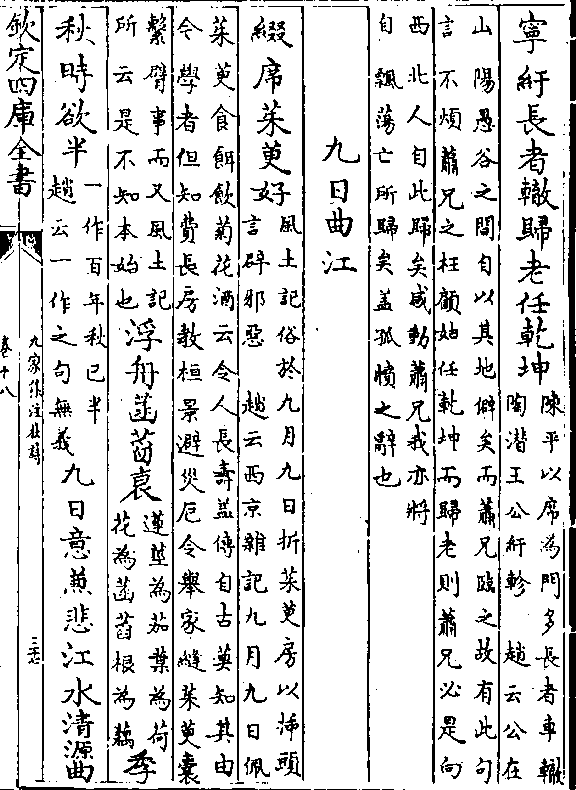 寧紆長者轍歸老任乾坤
陳平以席為門多長者車轍
陶潛王公紆軫　趙云公在
山陽愚谷之間自以其地僻矣而蕭兄臨之故有此句
言不煩蕭兄之枉顧始任乾坤而歸老則蕭兄必是向
西北人自此歸矣感動蕭兄我亦將
自飄蕩亡所歸矣蓋孤憤之辭也
九日曲江
綴席茱萸好
風土記俗於九月九日折茱萸房以揷頭
言辟邪惡　趙云西京雜記九月九日佩
茱萸食餌飲菊花酒云令人長壽蓋傳自古莫知其由
今學者但知費長房教桓景避災厄令舉家縫茱萸囊
繫臂事而又風土記
所云是不知本始也
浮舟菡萏衰
蓮莖為茄葉為荷
花為菡萏根為藕
季
秋時欲半
一作百年秋已半
趙云一作之句無義
九日意兼悲江水清源曲
欽定四庫全書
九家集注杜詩
卷十八